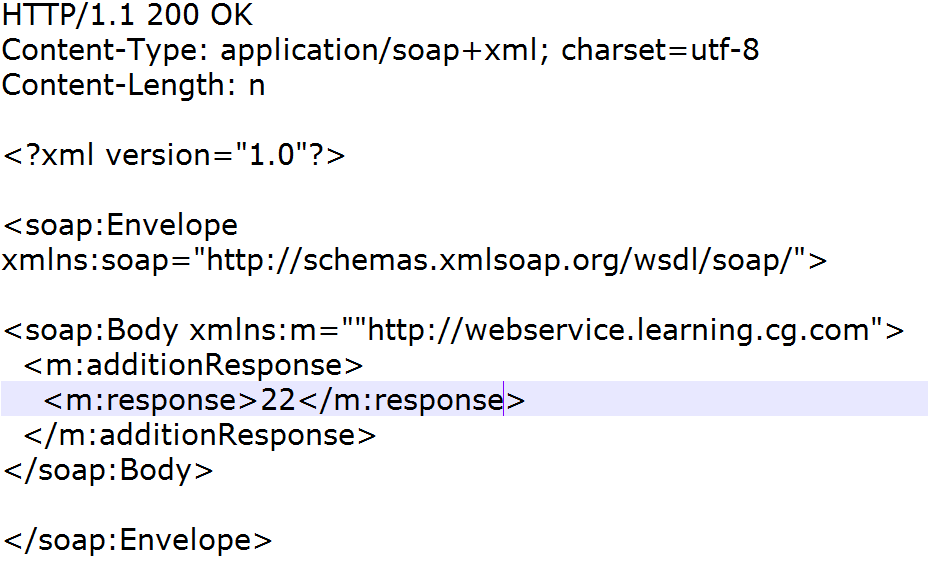 HTTP/1.1 200 OK
Content-Type: application/soap+xml; charset=utf-8
Content-Length: n
<?xml version="1.0"?>
<soap:Envelope
xmlns:soap="http://schemas.xmlsoap.org/wsdl/soap/">
<soap:Body xmlns:m=""http://webservice.learning.cg.com">
<m:additionResponse>
<m:response>22</m:response>
</m:additionResponse>
</soap:Body>
</soap:Envelope>